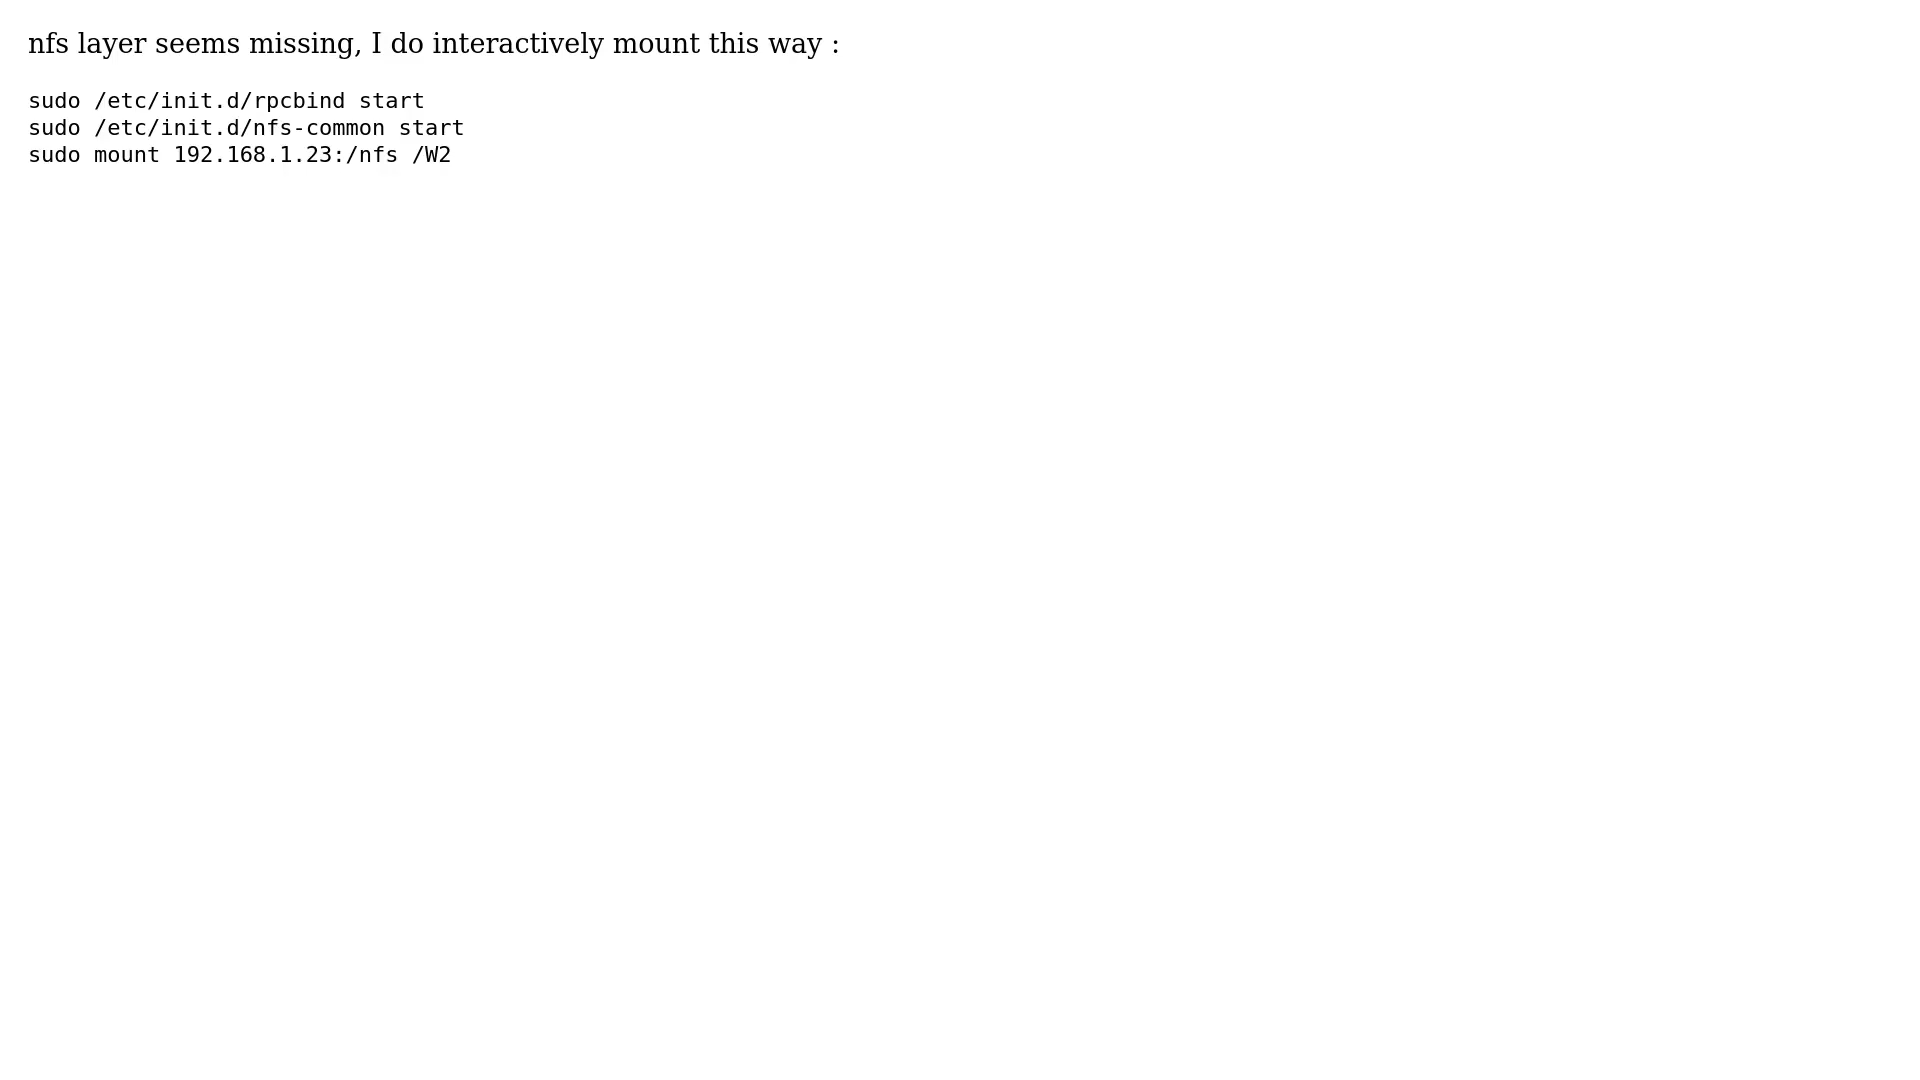 nfs layer seems missing, I do interactively mount this way :
sudo /etc/init.d/rpcbind start
sudo /etc/init.d/nfs-common start
sudo mount 192.168.1.23:/nfs /W2